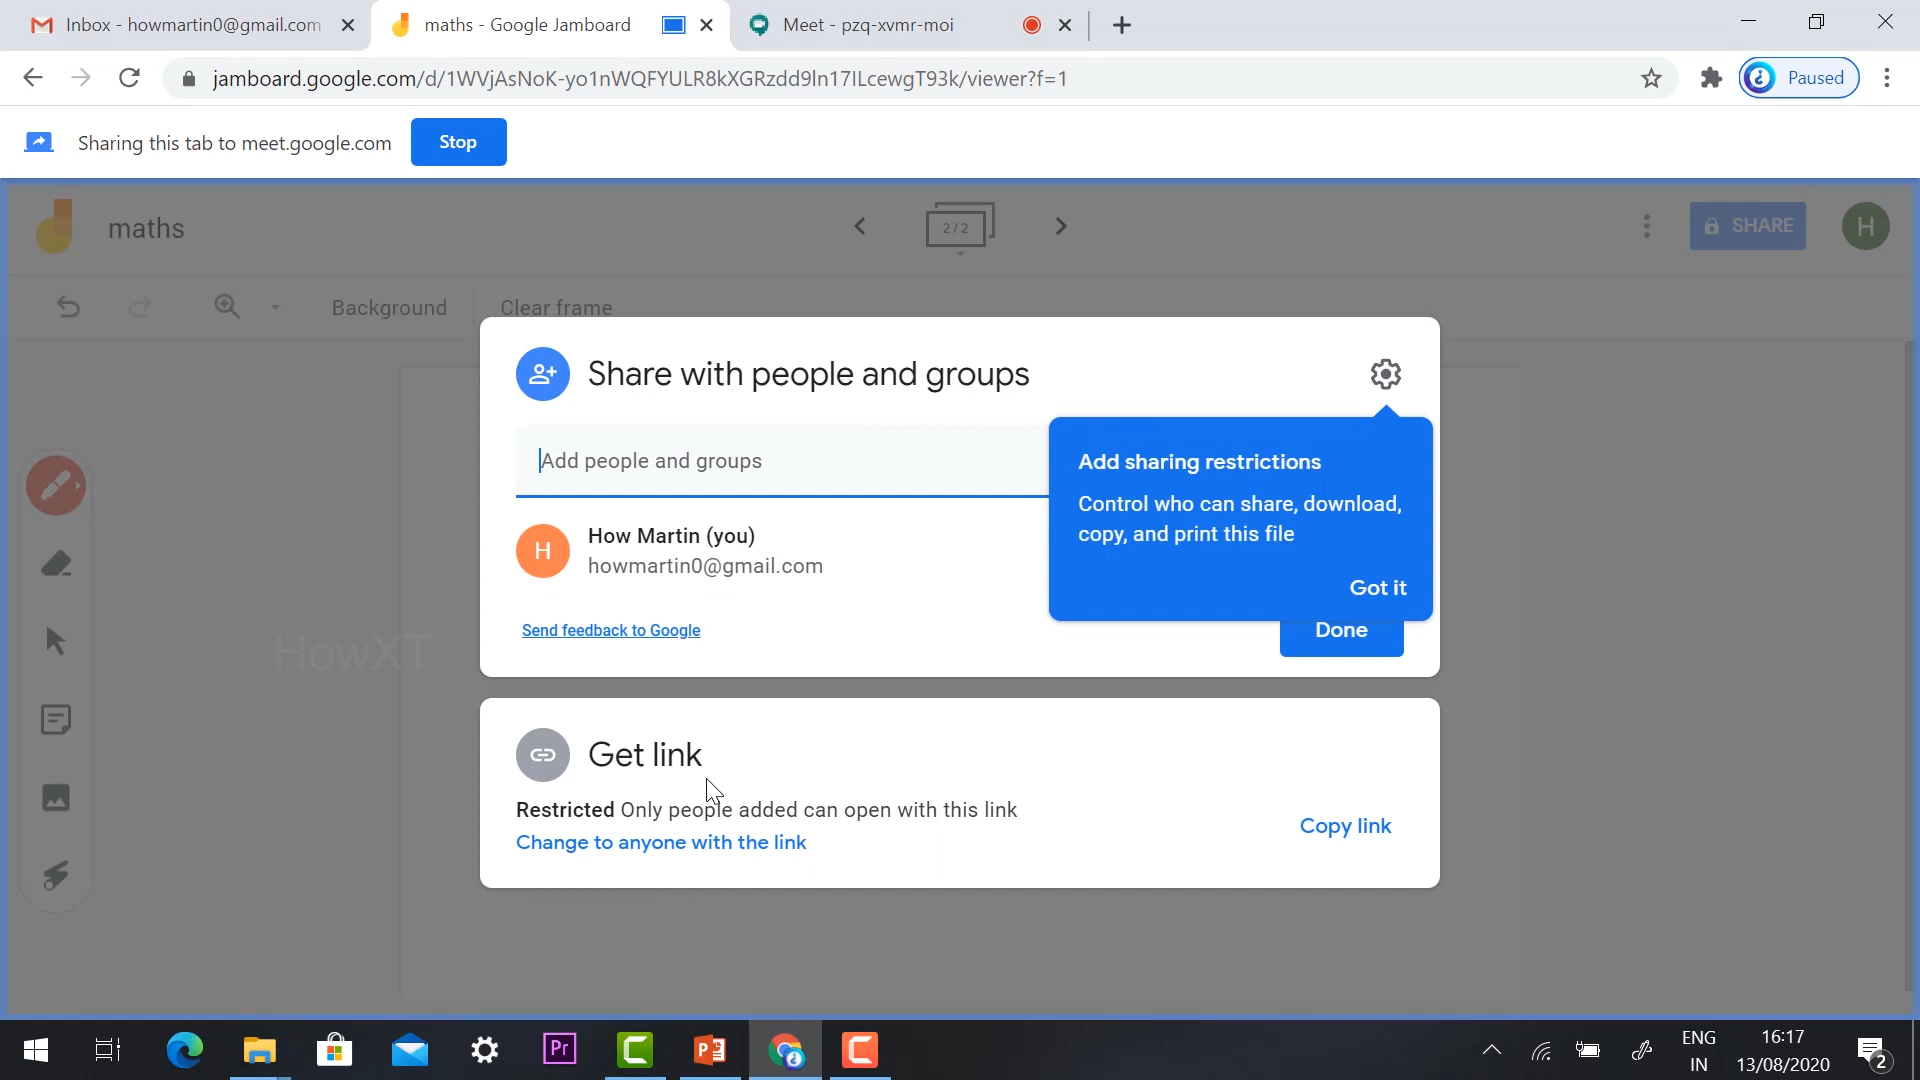 Inbox - howmartin0@gmail.com
maths - Google Jamboard
Meet - pzq-xvmr-moi
jamboard.google.com/d/1WVjAsNoK-yo1nWQFYULR8kXGRzdd9ln17ILcewgT93k/viewer?f=1
Paused
Sharing this tab to meet.google.com
Stop
maths
2/2
SHARE
H
Background
Clear frame
Share with people and groups
Add people and groups
Add sharing restrictions
Control who can share, download,
copy, and print this file
Got it
H
How Martin (you)
howmartin0@gmail.com
Send feedback to Google
Done
HowXT
Get link
Restricted Only people added can open with this link
Change to anyone with the link
Copy link
Pr
ENG
IN
16:17
13/08/2020
2